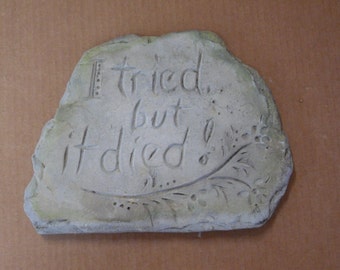 I tried..
but
it died!